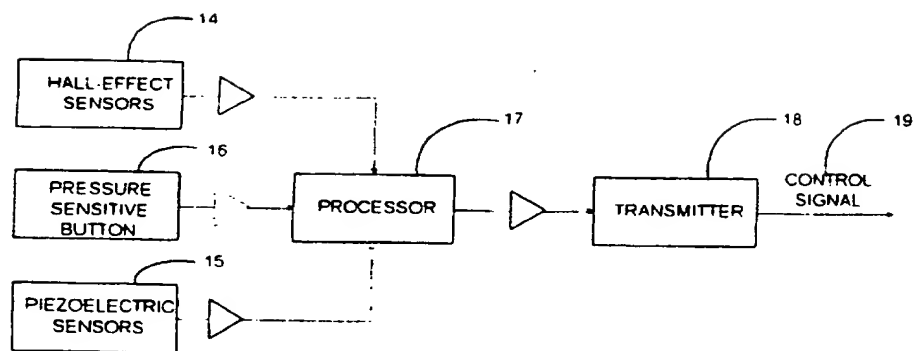 14
HALL-EFFECT
SENSORS
16
PRESSURE
SENSITIVE
BUTTON
15
PIEZOELECTRIC
SENSORS
17
PROCESSOR
18
TRANSMITTER
19
CONTROL
SIGNAL